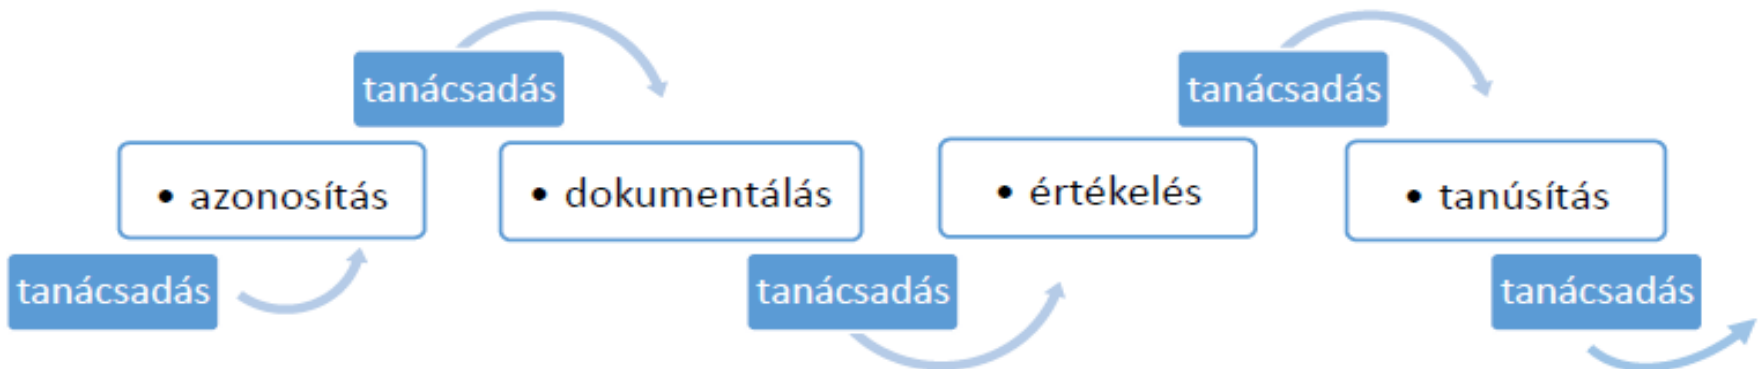 tanácsadás
• azonosítás
tanácsadás
• dokumentálás
tanácsadás
• értékelés
tanácsadás
• tanúsítás
tanácsadás